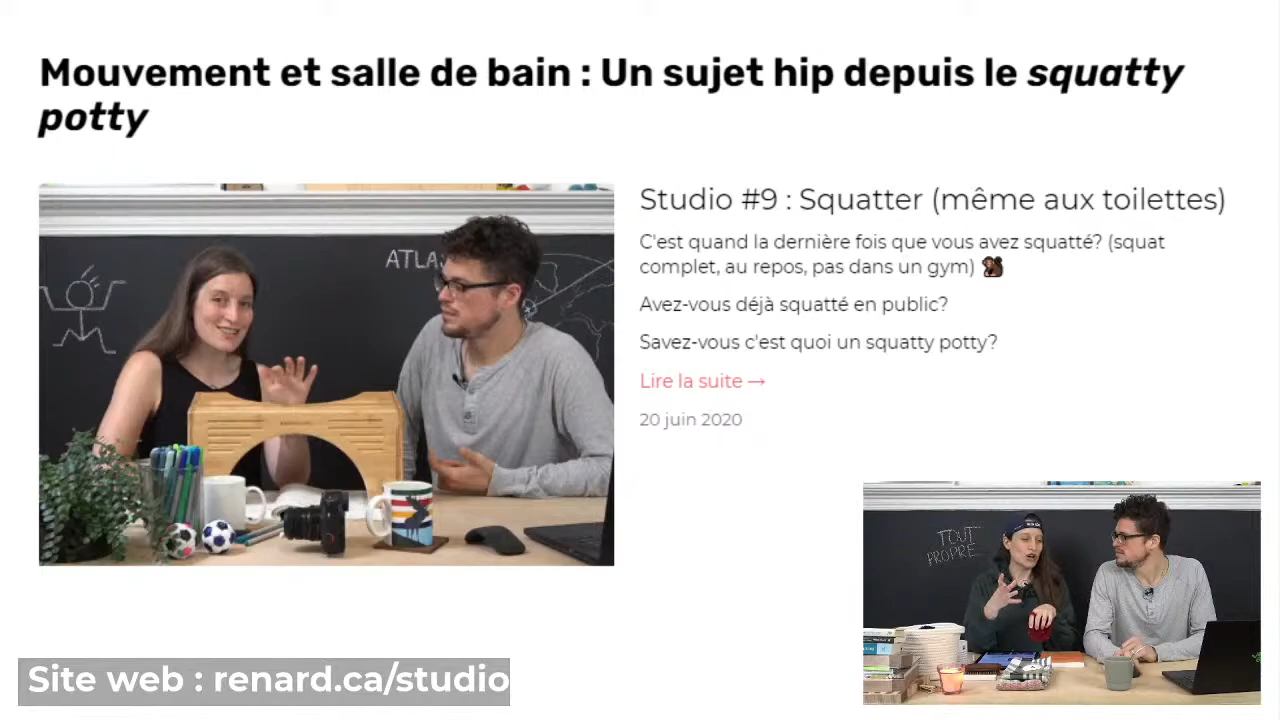 Mouvement et salle de bain : Un sujet hip depuis le squatty
potty
ATLA
Studio #9 : Squatter (même aux toilettes)
C'est quand la dernière fois que vous avez squatté? (squat
complet, au repos, pas dans un gym) 🐿️
Avez-vous déjà squatté en public?
Savez-vous c'est quoi un squatty potty?
Lire la suite →
20 juin 2020
TOUT
PROPRE
Site web : renard.ca/studio